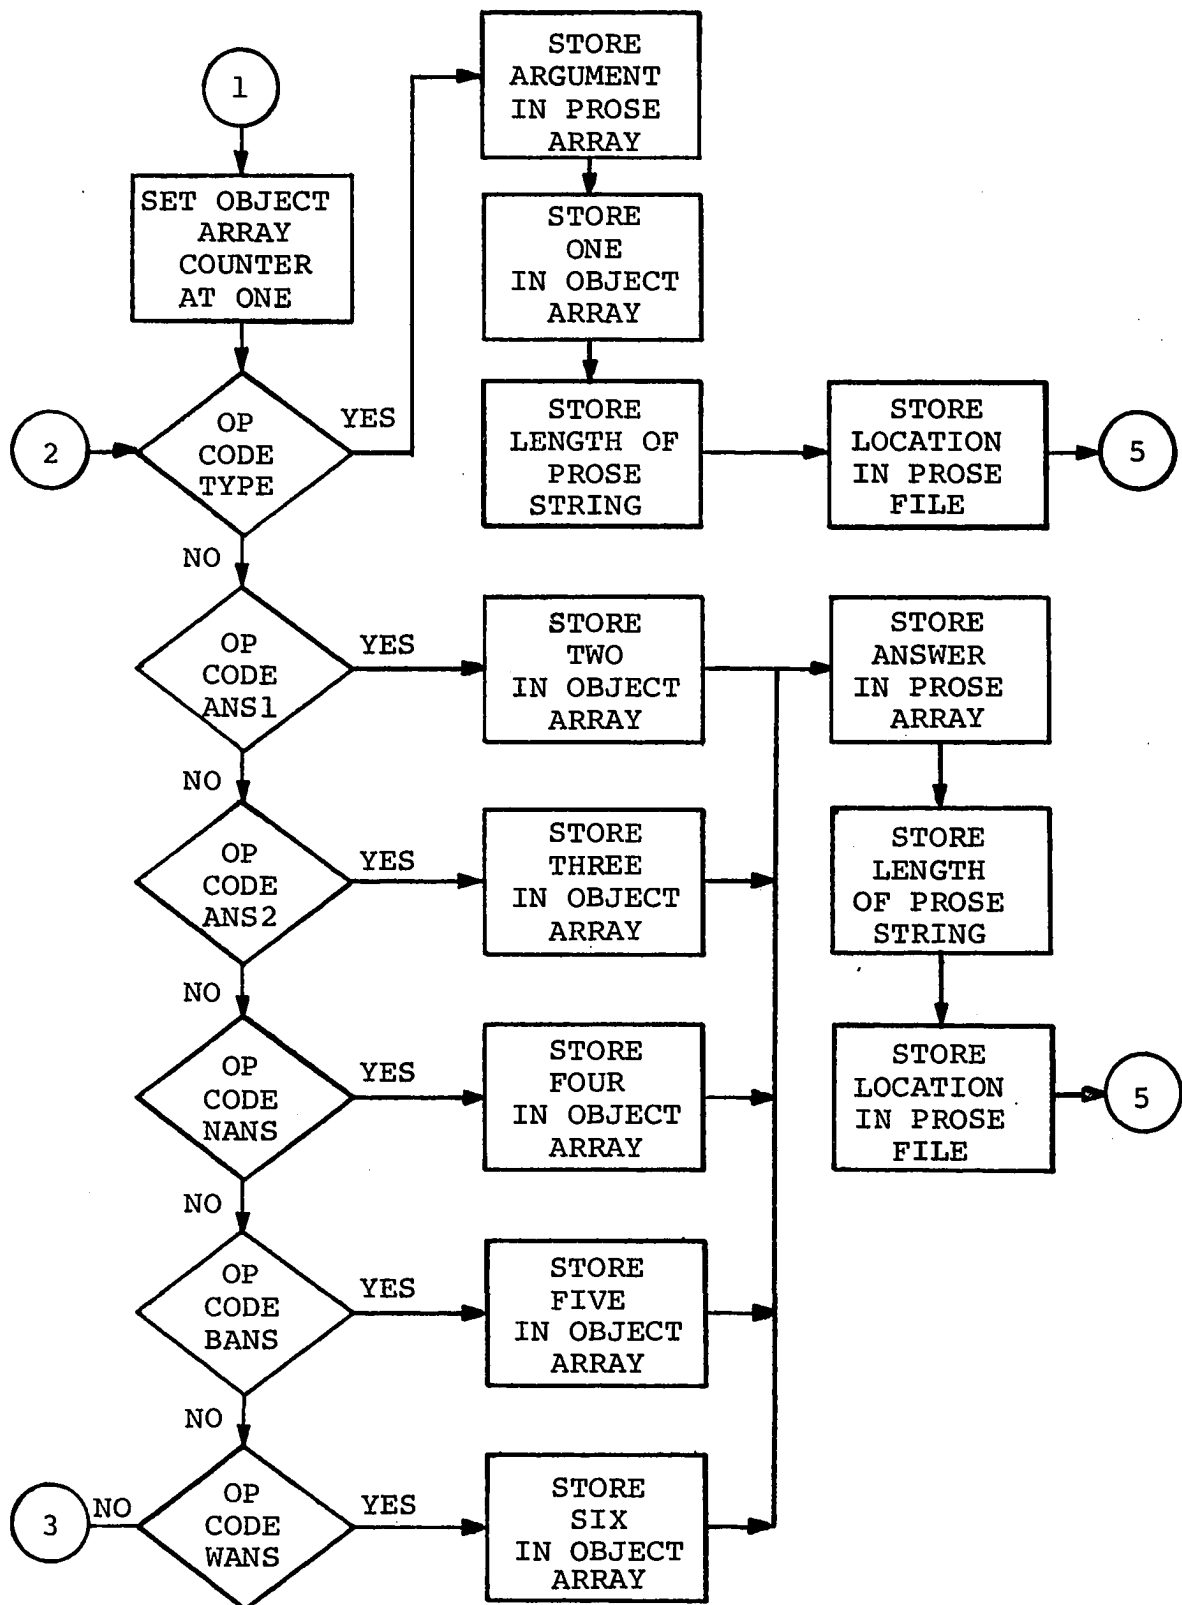 1
SET OBJECT
ARRAY
COUNTER
AT ONE
2
OP
CODE
TYPE
YES
STORE
ARGUMENT
IN PROSE
ARRAY
STORE
ONE
IN OBJECT
ARRAY
STORE
LENGTH OF
PROSE
STRING
STORE
LOCATION
IN PROSE
FILE
5
NO
OP
CODE
ANS1
YES
STORE
TWO
IN OBJECT
ARRAY
STORE
ANSWER
IN PROSE
ARRAY
STORE
LENGTH
OF PROSE
STRING
STORE
LOCATION
IN PROSE
FILE
5
NO
OP
CODE
ANS2
YES
STORE
THREE
IN OBJECT
ARRAY
NO
OP
CODE
NANS
YES
STORE
FOUR
IN OBJECT
ARRAY
NO
OP
CODE
BANS
YES
STORE
FIVE
IN OBJECT
ARRAY
NO
OP
CODE
WANS
YES
STORE
SIX
IN OBJECT
ARRAY
NO
3